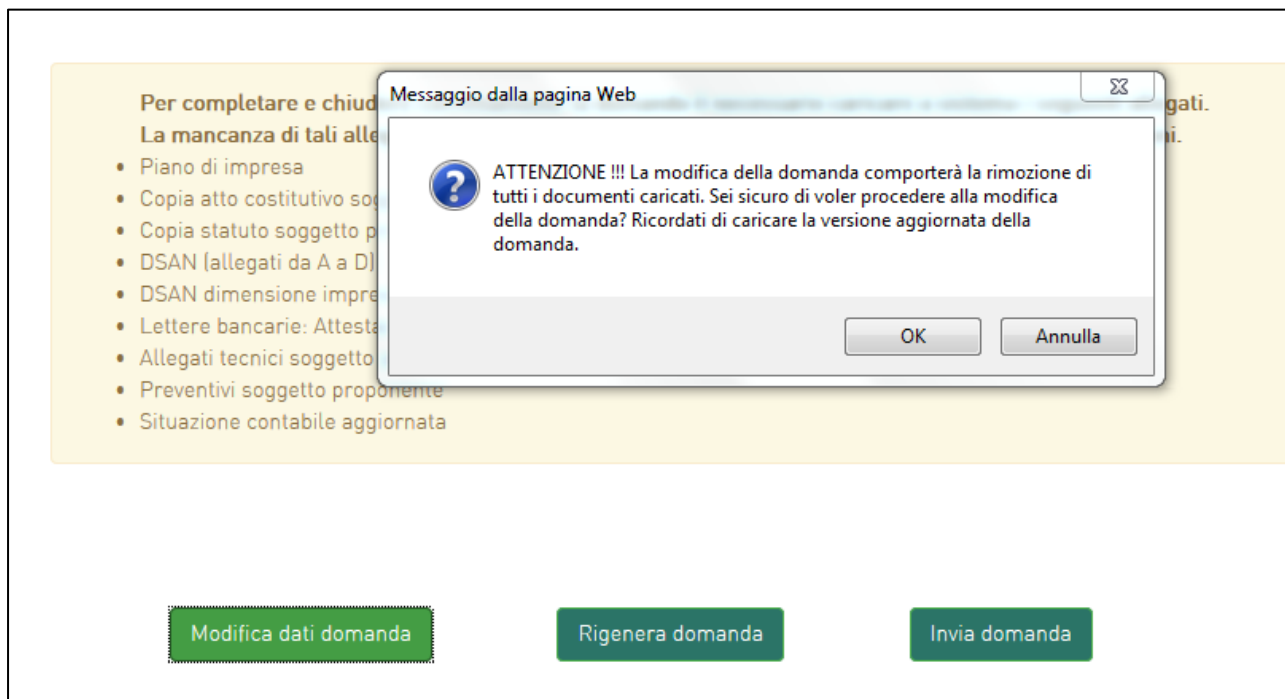 Per completare e chiud
gati.
La mancanza di tali alle
ni.
• Piano di impresa
• Copia atto costitutivo sog
• Copia statuto soggetto p
• DSAN (allegati da A a D)
• DSAN dimensione impre
• Lettere bancarie: Attesta
• Allegati tecnici soggetto
• Preventivi soggetto proponente
• Situazione contabile aggiornata
Messaggio dalla pagina Web
ATTENZIONE !!! La modifica della domanda comporterà la rimozione di
tutti i documenti caricati. Sei sicuro di voler procedere alla modifica
della domanda? Ricordati di caricare la versione aggiornata della
domanda.
OK
Annulla
Modifica dati domanda
Rigenera domanda
Invia domanda